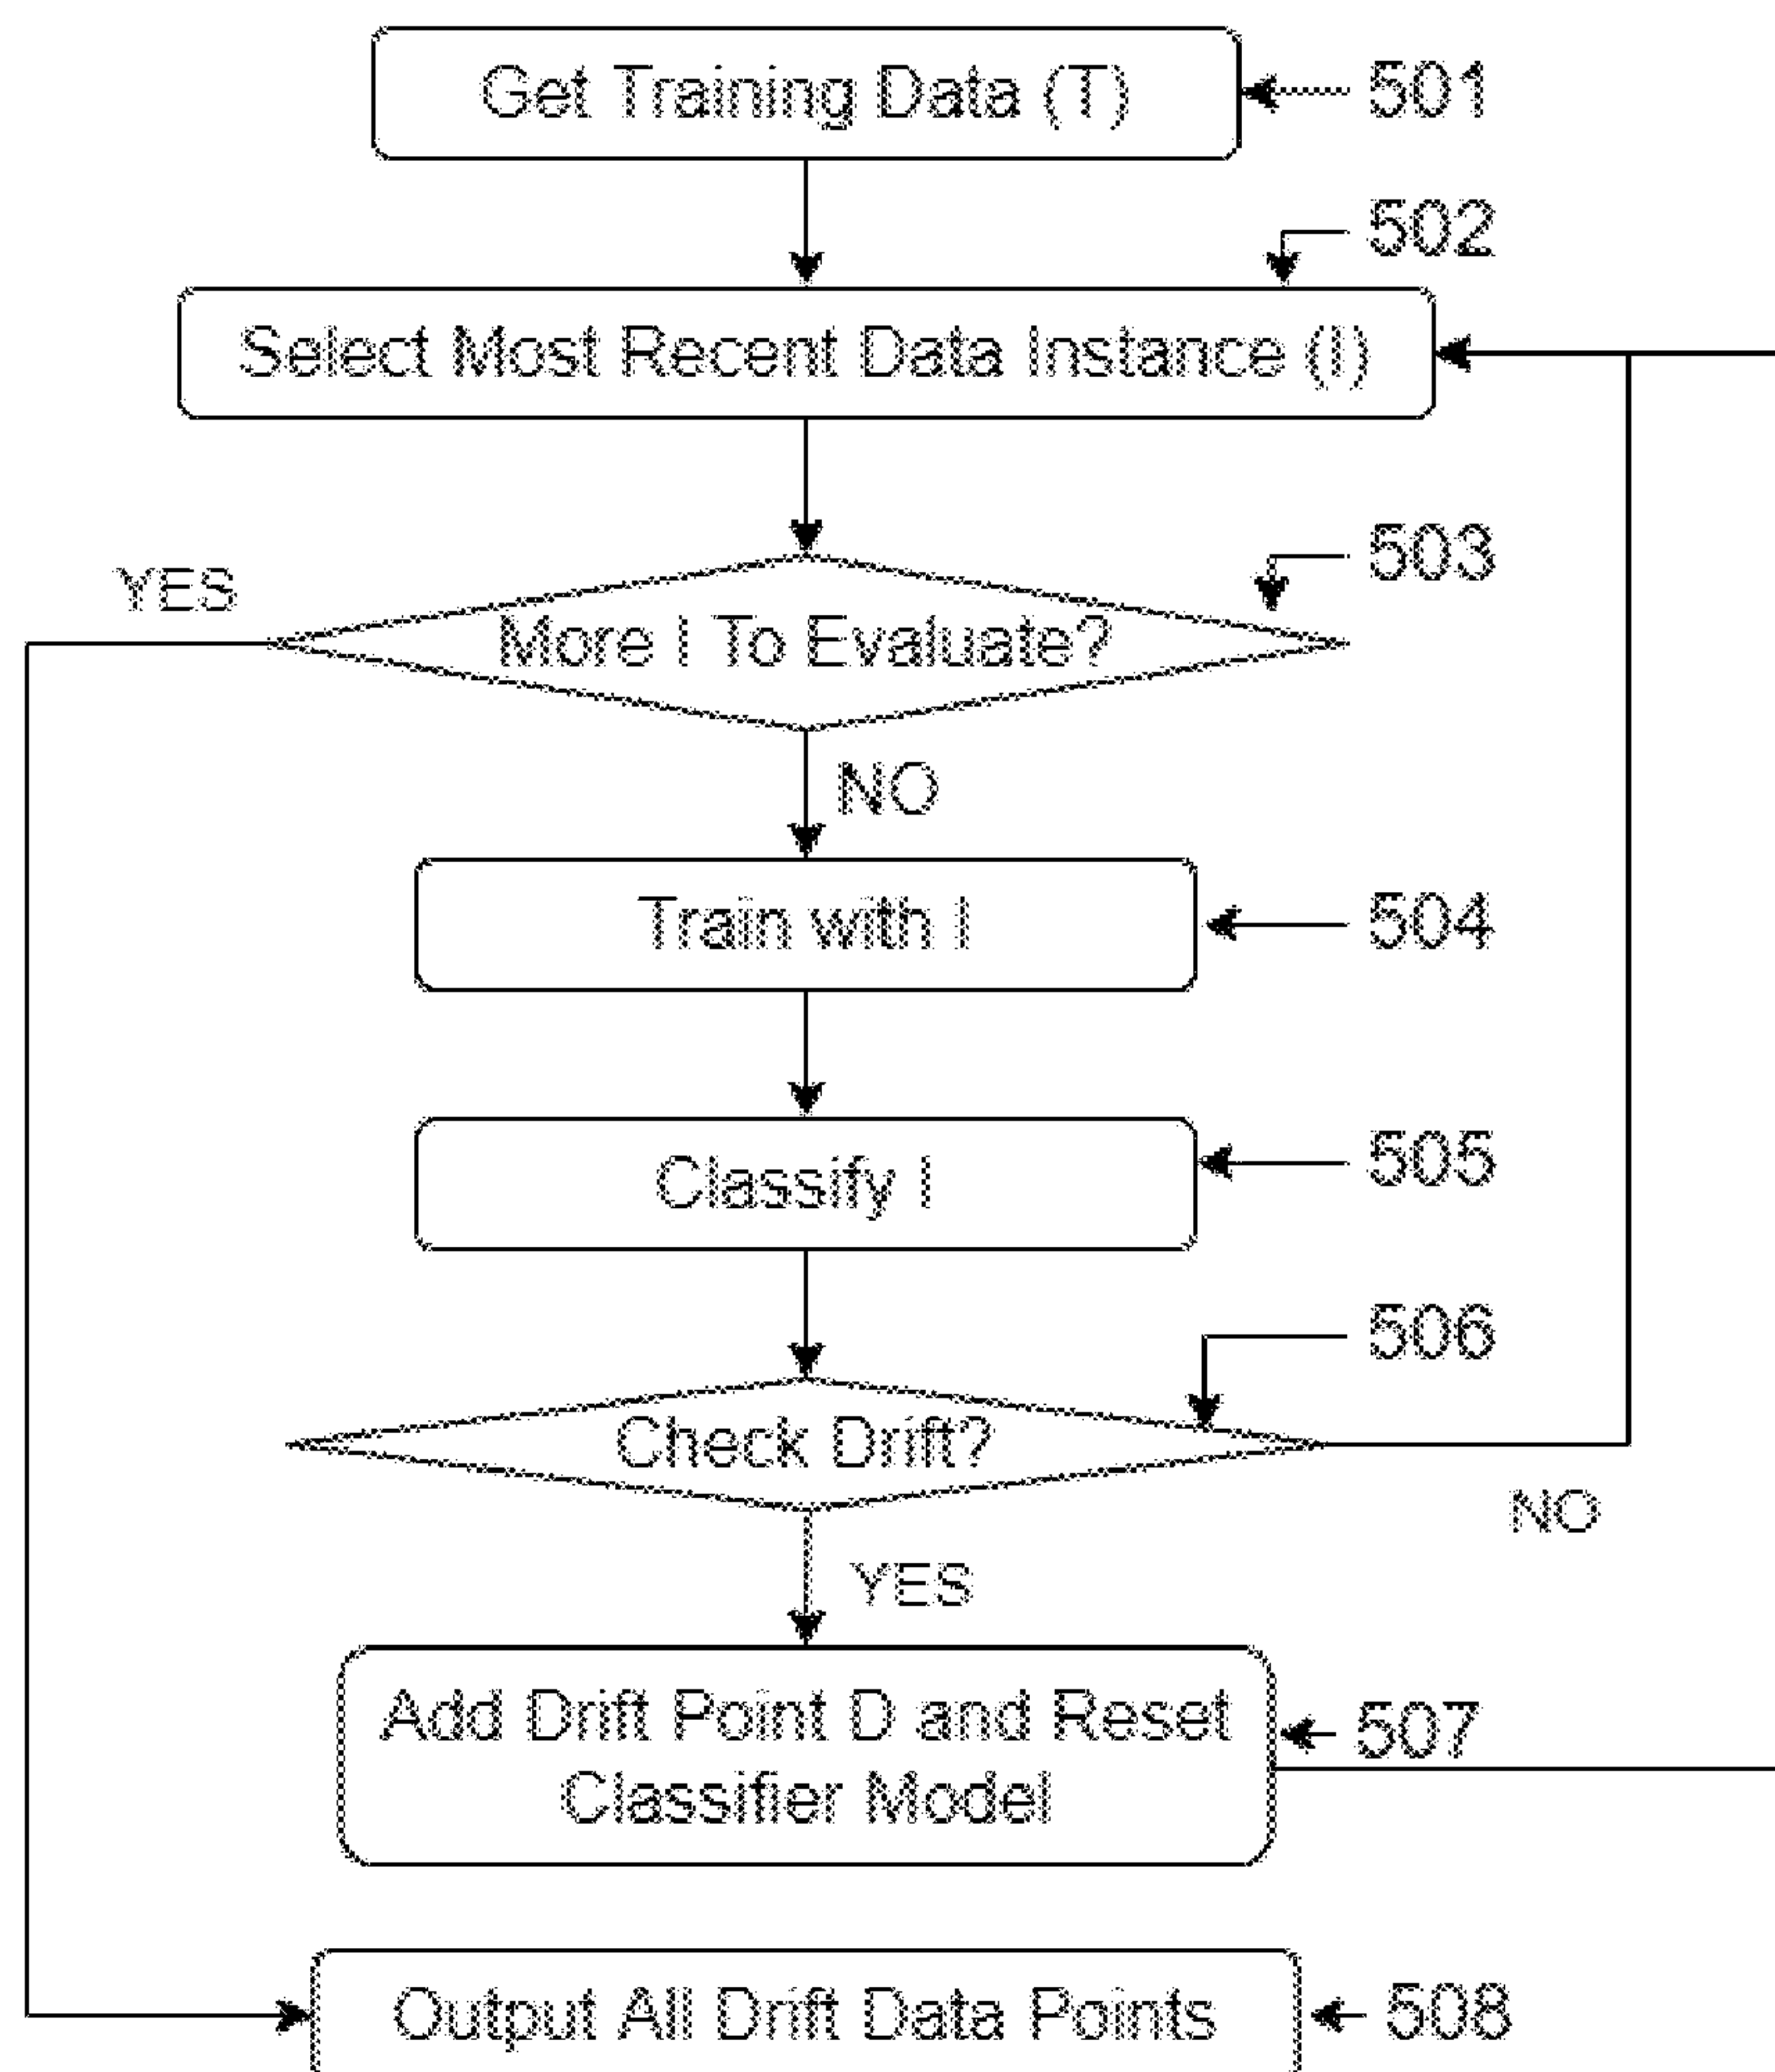 Get Training Data (T)
501
502
Select Most Recent Data Instance (I)
503
YES
More I To Evaluate?
NO
Train with I
504
Classify I
505
506
Check Drift?
NO
YES
Add Drift Point D and Reset
Classifier Model
507
Output All Drift Data Points
508